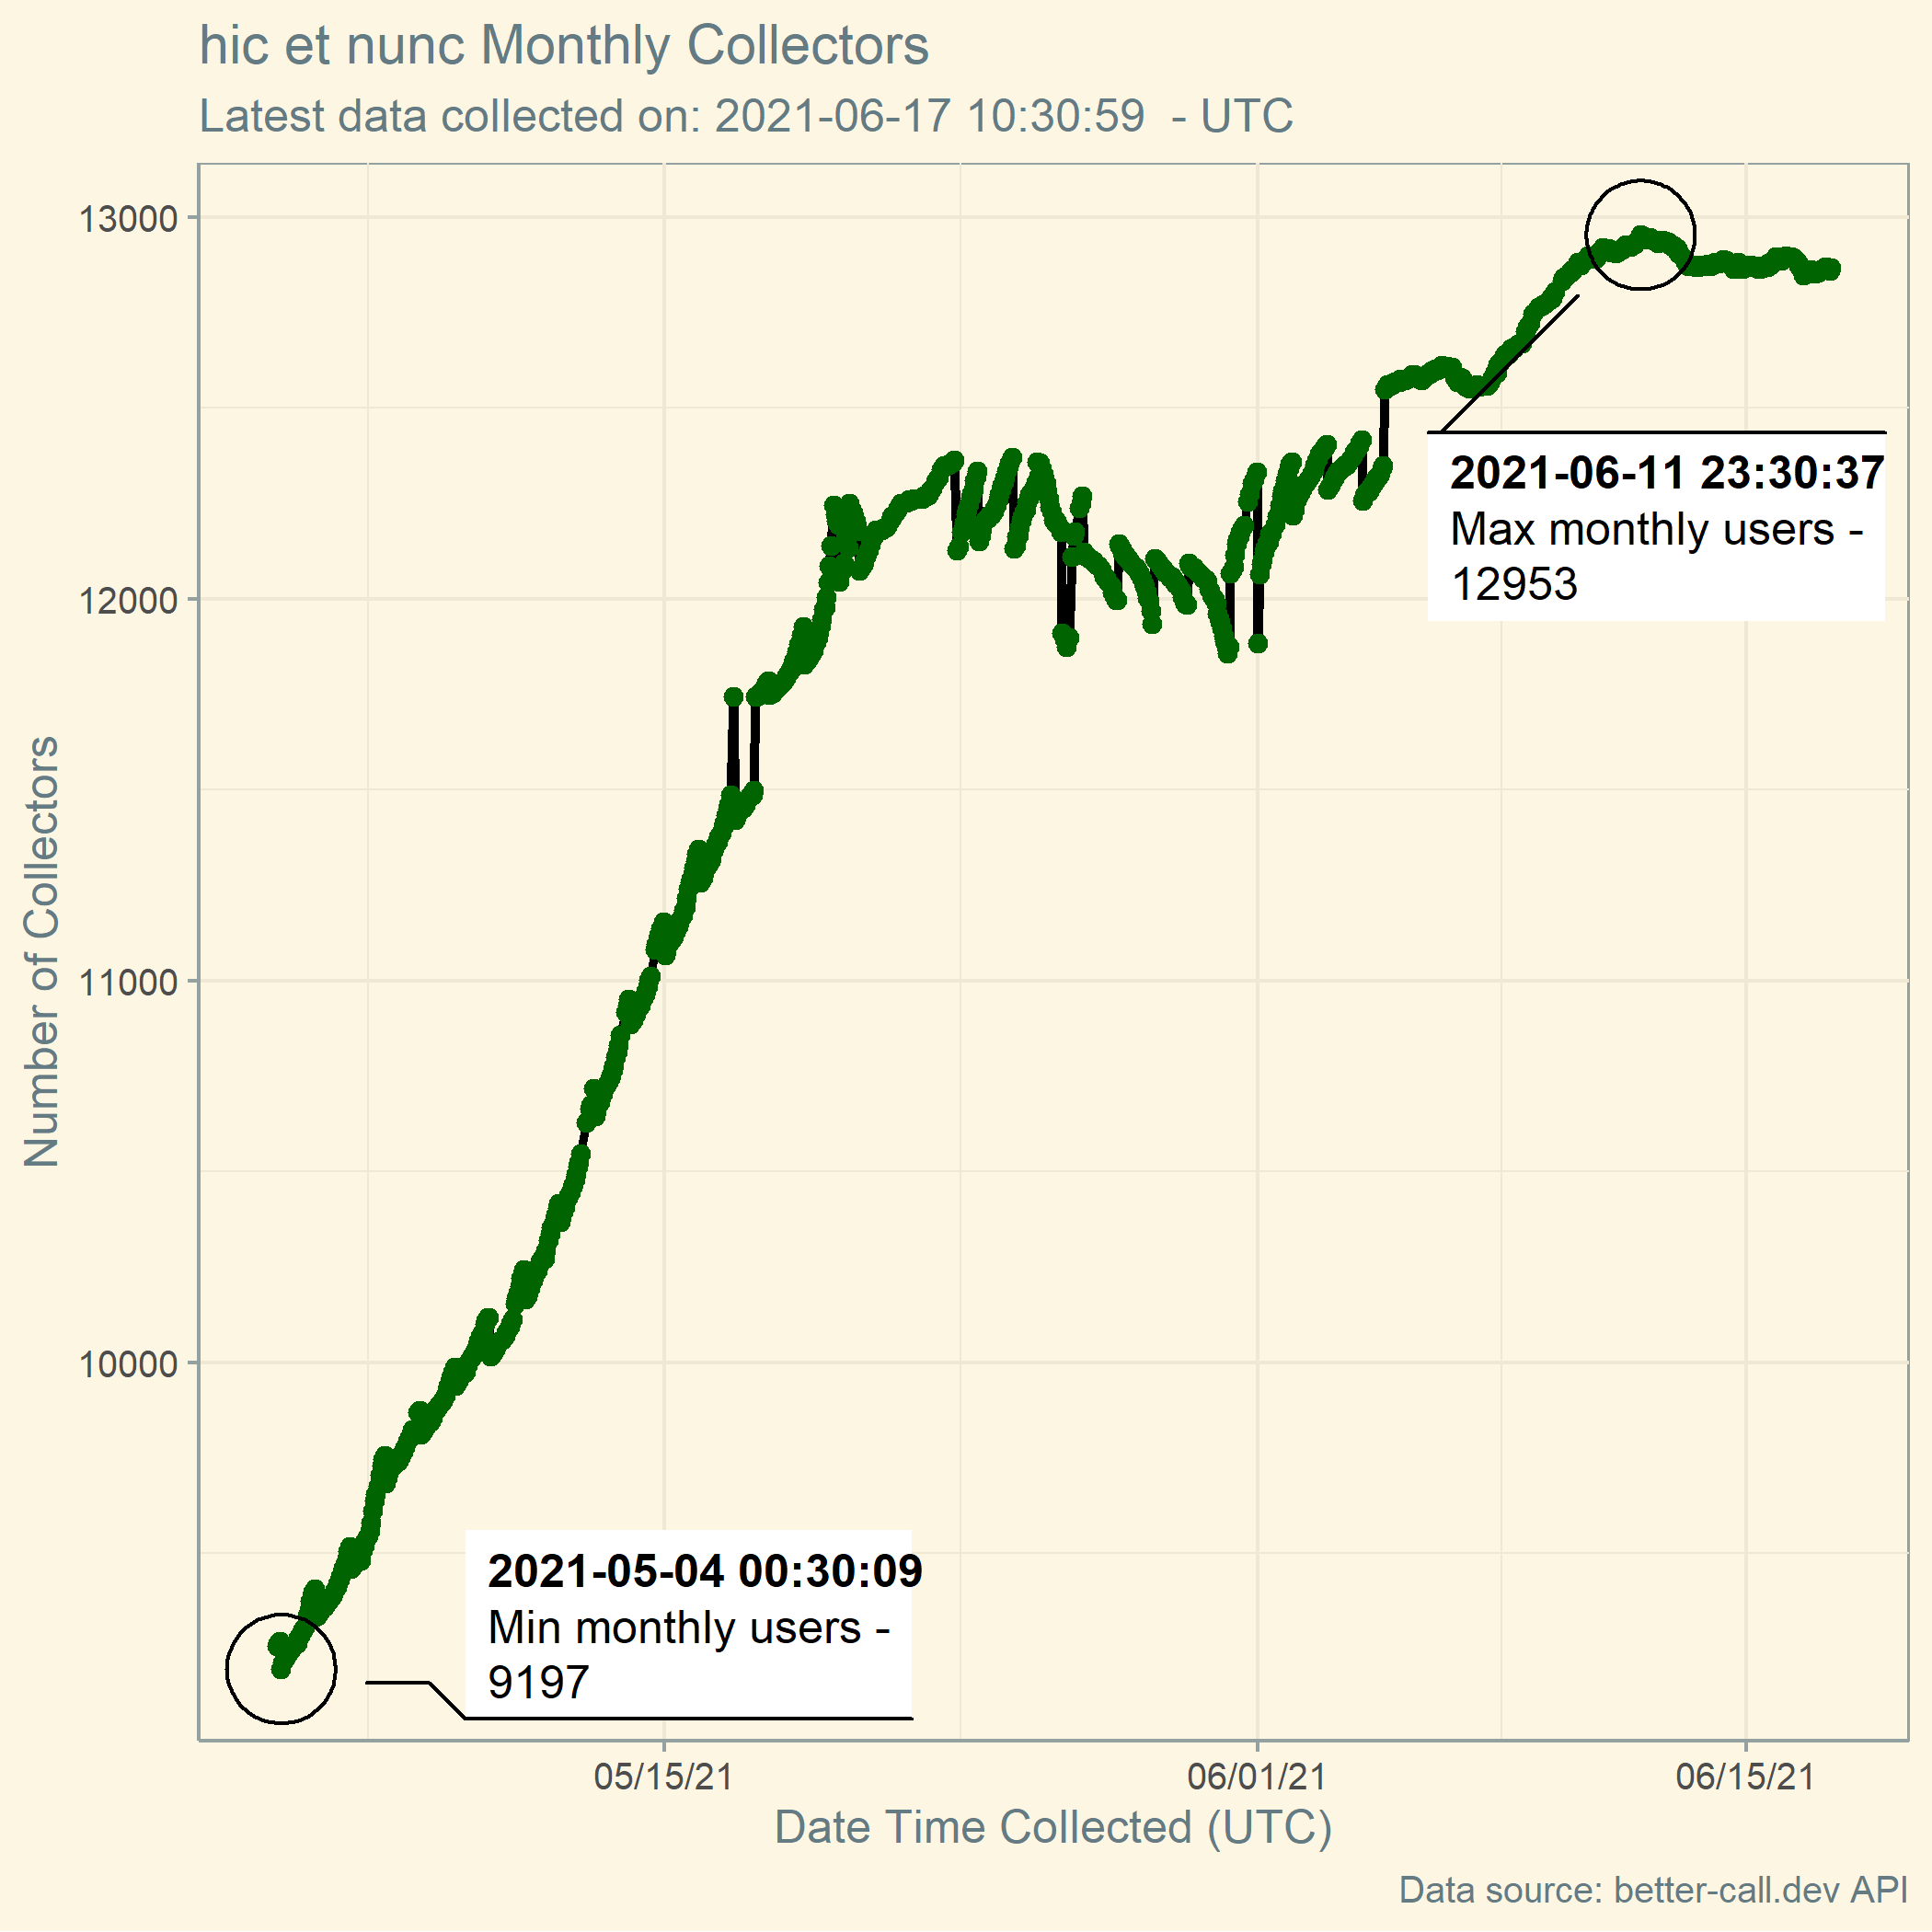 hic et nunc Monthly Collectors
Latest data collected on: 2021-06-17 10:30:59  - UTC
13000
12000
11000
10000
Number of Collectors
2021-06-11 23:30:37
Max monthly users -
12953
2021-05-04 00:30:09
Min monthly users -
9197
05/15/21
06/01/21
06/15/21
Date Time Collected (UTC)
Data source: better-call.dev API